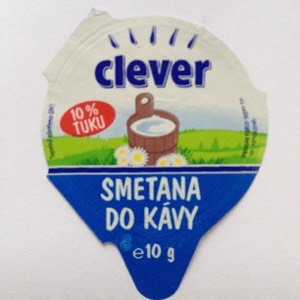 clever
10%
TUKU
SMETANA
DO KÁVY
℮10 g